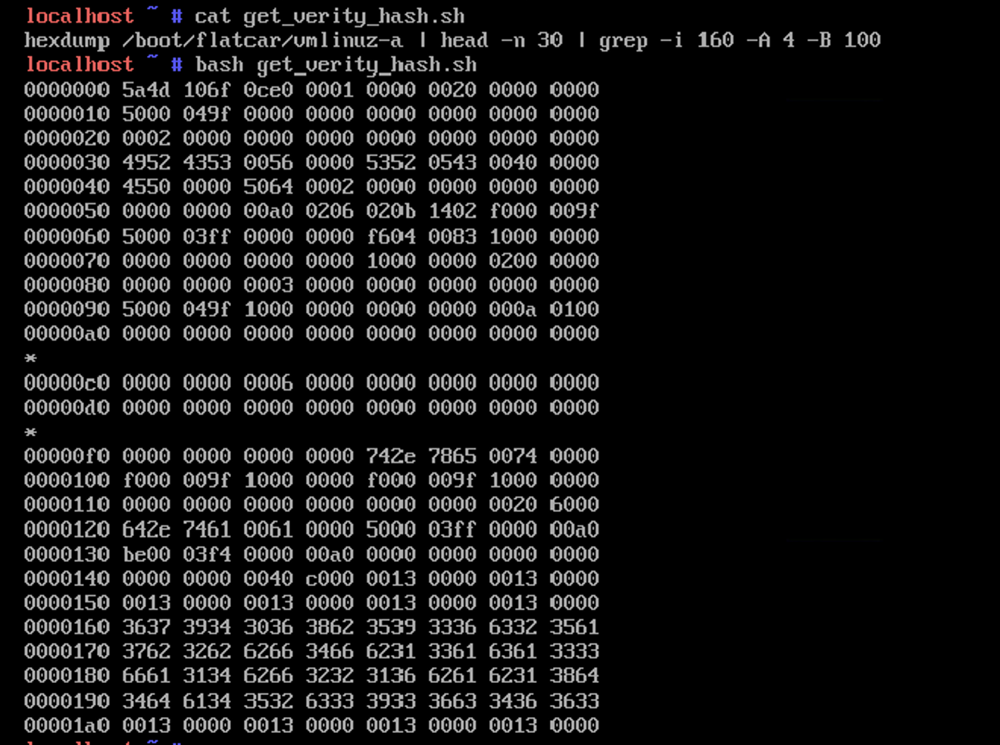 localhost ~ # cat get_verity_hash.sh
hexdump /boot/flatcar/vmlinuz-a | head -n 30 | grep -i 160 -A 4 -B 100
localhost ~ # bash get_verity_hash.sh
0000000 5a4d 106f 0ce0 0001 0000 0020 0000 0000
0000010 5000 049f 0000 0000 0000 0000 0000 0000
0000020 0002 0000 0000 0000 0000 0000 0000 0000
0000030 4952 4353 0056 0000 5352 0543 0040 0000
0000040 4550 0000 5064 0002 0000 0000 0000 0000
0000050 0000 0000 00a0 0206 020b 1402 f000 009f
0000060 5000 03ff 0000 0000 f604 0083 1000 0000
0000070 0000 0000 0000 0000 1000 0000 0200 0000
0000080 0000 0000 0003 0000 0000 0000 0000 0000
0000090 5000 049f 1000 0000 0000 0000 000a 0100
00000a0 0000 0000 0000 0000 0000 0000 0000 0000
*
00000c0 0000 0000 0006 0000 0000 0000 0000 0000
00000d0 0000 0000 0000 0000 0000 0000 0000 0000
*
00000f0 0000 0000 0000 0000 742e 7865 0074 0000
0000100 f000 009f 1000 0000 f000 009f 1000 0000
0000110 0000 0000 0000 0000 0000 0000 0020 6000
0000120 642e 7461 0061 0000 5000 03ff 0000 00a0
0000130 be00 03f4 0000 00a0 0000 0000 0000 0000
0000140 0000 0000 0040 c000 0013 0000 0013 0000
0000150 0013 0000 0013 0000 0013 0000 0013 0000
0000160 3637 3934 3036 3862 3539 3336 6332 3561
0000170 3762 3262 6266 3466 6231 3361 6361 3333
0000180 6661 3134 6266 3232 3136 6261 6231 3864
0000190 3464 6134 3532 6333 3933 3663 3436 3633
00001a0 0013 0000 0013 0000 0013 0000 0013 0000